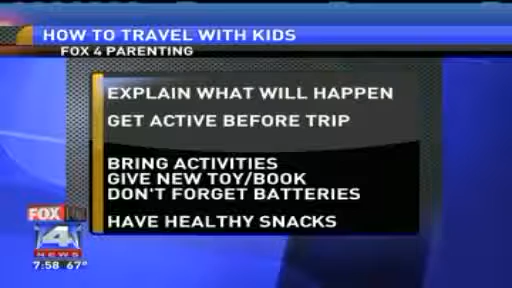 HOW TO TRAVEL WITH KIDS
FOX 4 PARENTING
EXPLAIN WHAT WILL HAPPEN
GET ACTIVE BEFORE TRIP
BRING ACTIVITIES
GIVE NEW TOY/BOOK
DON'T FORGET BATTERIES
HAVE HEALTHY SNACKS
FOX
4
NEWS
7:58 67°